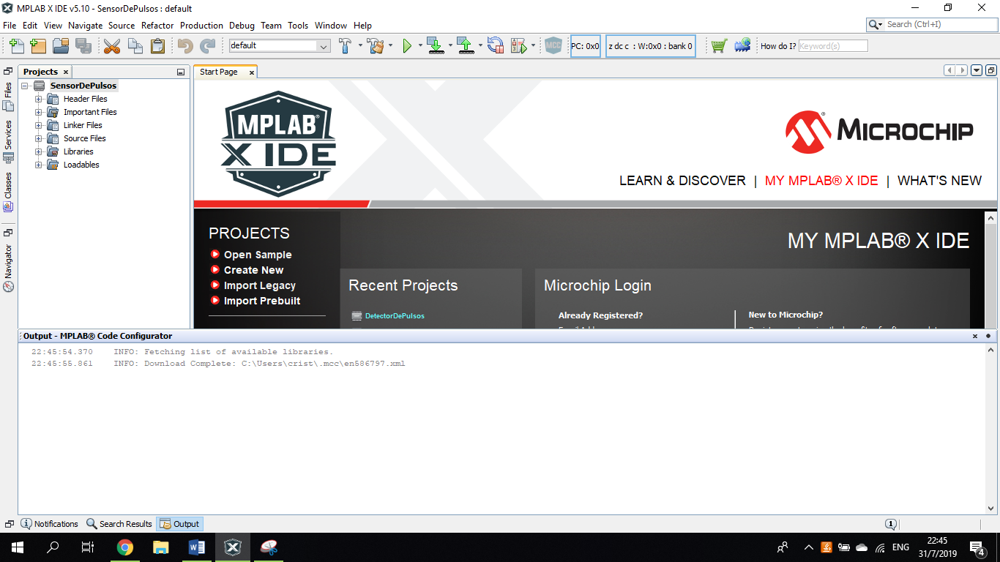 MPLAB X IDE v5.10 - SensorDePulsos : default
File Edit View Navigate Source Refactor Production Debug Team Tools Window Help
Search (Ctrl+I)
default
MCC
PC: 0x0
z dc c : W:0x0 : bank 0
How do I? Keyword(s)
Projects
Start Page
Files
Services
Classes
Navigator
SensorDePulsos
Header Files
Important Files
Linker Files
Source Files
Libraries
Loadables
MPLAB®
X IDE
MICROCHIP®
LEARN & DISCOVER | MY MPLAB® X IDE | WHAT'S NEW
PROJECTS
Open Sample
Create New
Import Legacy
Import Prebuilt
MY MPLAB® X IDE
Recent Projects
DetectorDePulsos
Microchip Login
Already Registered?
New to Microchip?
Output - MPLAB® Code Configurator
22:45:54.370 INFO: Fetching list of available libraries.
22:45:55.861 INFO: Download Complete: C:\Users\crist\.mcc\en586797.xml
Notifications Search Results Output
1
ENG
22:45
31/7/2019
4